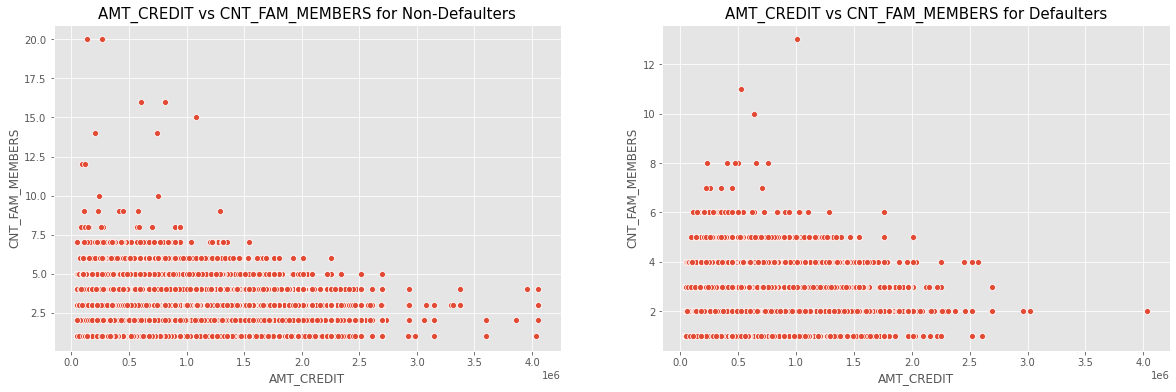 AMT_CREDIT vs CNT_FAM_MEMBERS for Non-Defaulters
20.0
17.5
15.0
12.5
10.0
7.5
5.0
2.5
CNT_FAM_MEMBERS
0.0 0.5 1.0 1.5 2.0 2.5 3.0 3.5 4.0
1e6
AMT_CREDIT
AMT_CREDIT vs CNT_FAM_MEMBERS for Defaulters
12
10
8
6
4
2
CNT_FAM_MEMBERS
0.0 0.5 1.0 1.5 2.0 2.5 3.0 3.5 4.0
1e6
AMT_CREDIT